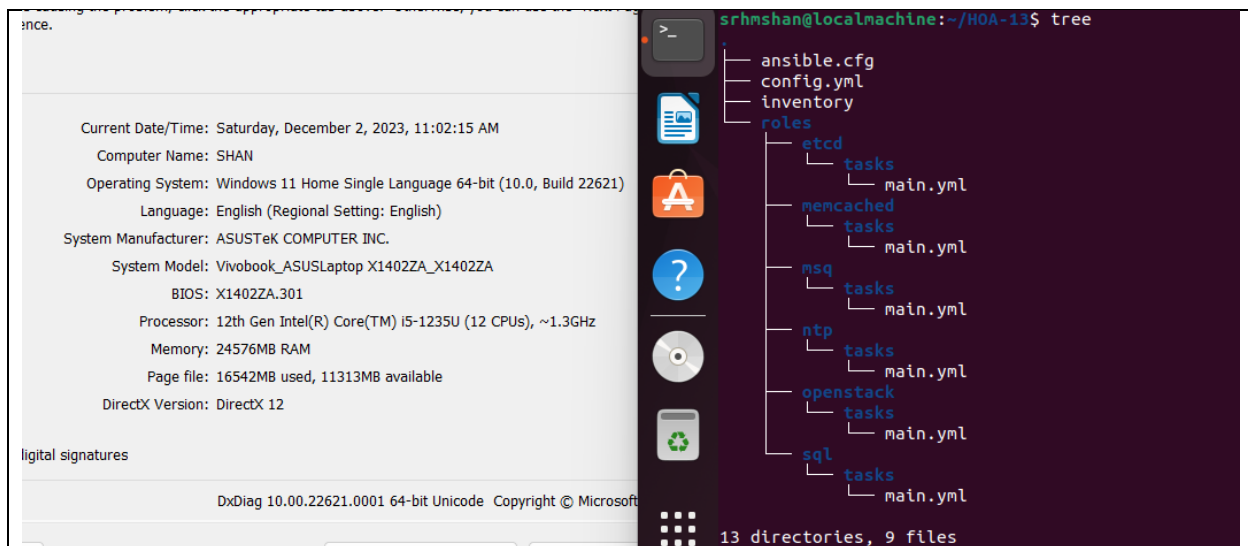 ence.
Current Date/Time: Saturday, December 2, 2023, 11:02:15 AM
Computer Name: SHAN
Operating System: Windows 11 Home Single Language 64-bit (10.0, Build 22621)
Language: English (Regional Setting: English)
System Manufacturer: ASUSTeK COMPUTER INC.
System Model: Vivobook_ASUSLaptop X1402ZA_X1402ZA
BIOS: X1402ZA.301
Processor: 12th Gen Intel(R) Core(TM) i5-1235U (12 CPUs), ~1.3GHz
Memory: 24576MB RAM
Page file: 16542MB used, 11313MB available
DirectX Version: DirectX 12
digital signatures
DxDiag 10.00.22621.0001 64-bit Unicode Copyright © Microsoft
srhmshan@localmachine:~/HOA-13$ tree
.
├── ansible.cfg
├── config.yml
├── inventory
└── roles
    ├── etcd
    │   └── tasks
    │       └── main.yml
    ├── memcached
    │   └── tasks
    │       └── main.yml
    ├── msq
    │   └── tasks
    │       └── main.yml
    ├── ntp
    │   └── tasks
    │       └── main.yml
    ├── openstack
    │   └── tasks
    │       └── main.yml
    └── sql
        └── tasks
            └── main.yml
13 directories, 9 files